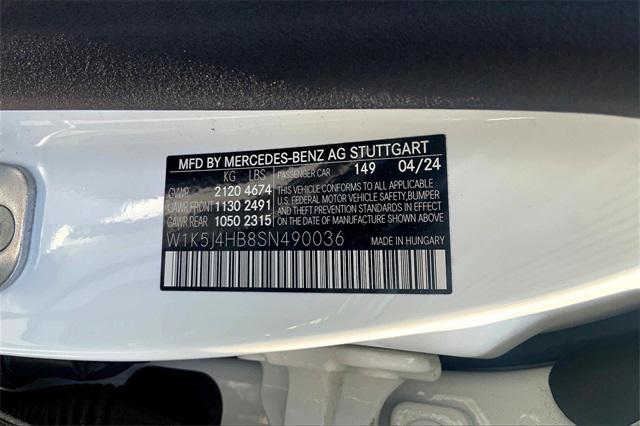 MFD BY MERCEDES-BENZ AG STUTTGART
KG LBS PASSENGER CAR 149 04/24
GVWR 2120 4674 THIS VEHICLE CONFORMS TO ALL APPLICABLE
GAWR FRONT 1130 2491 U.S. FEDERAL MOTOR VEHICLE SAFETY, BUMPER,
GAWR REAR 1050 2315 AND THEFT PREVENTION STANDARDS IN EFFECT
ON THE DATE OF MANUFACTURE SHOWN ABOVE.
W1K5J4HB8SN490036 MADE IN HUNGARY